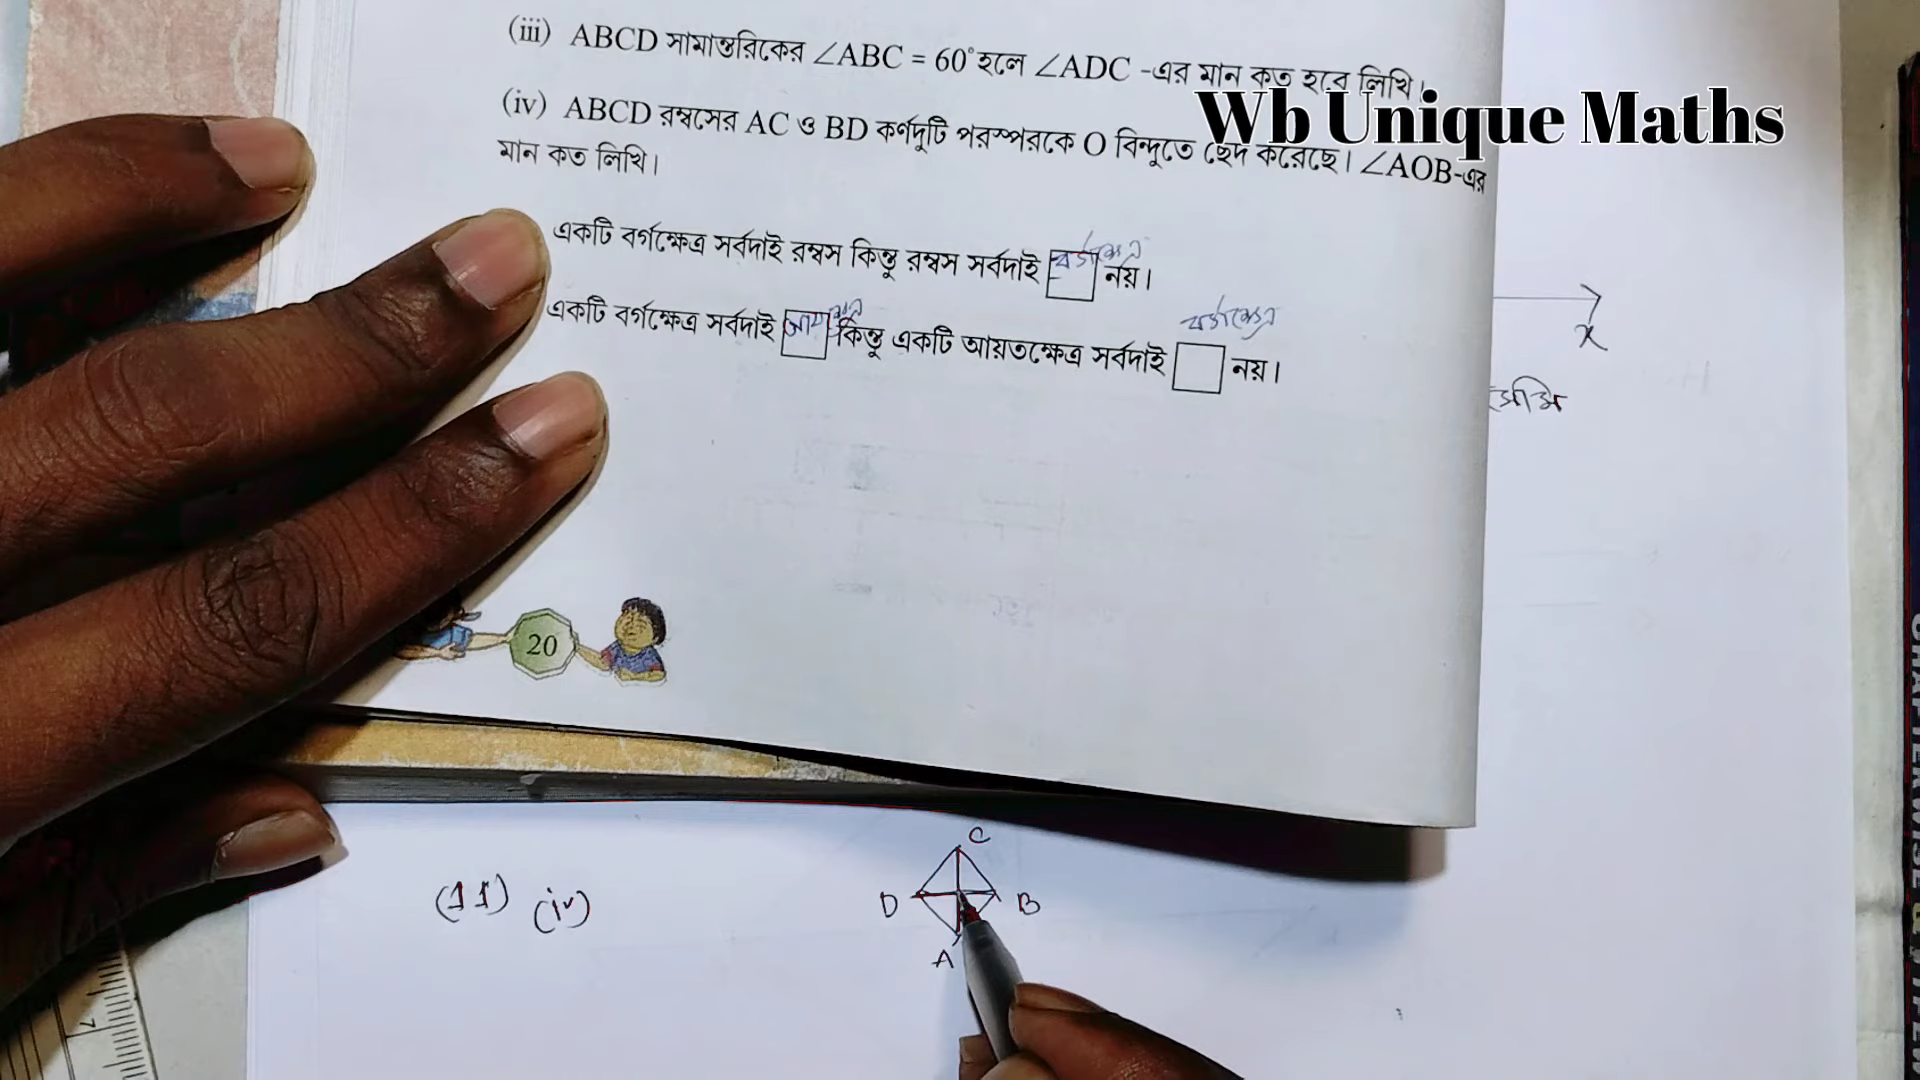 (iii) ABCD সামান্তরিকের ∠ABC = 60° হলে ∠ADC -এর মান কত হবে লিখি।
Wb Unique Maths
(iv) ABCD রম্বসের AC ও BD কর্ণদুটি পরস্পরকে O বিন্দুতে ছেদ করেছে। ∠AOB-এর
মান কত লিখি।
বর্গক্ষেত্র
একটি বর্গক্ষেত্র সর্বদাই রম্বস কিন্তু রম্বস সর্বদাই নয়।
বর্গক্ষেত্র
একটি বর্গক্ষেত্র সর্বদাই কিন্তু একটি আয়তক্ষেত্র সর্বদাই নয়।
x
20
C
(11) (iv)
D B
A